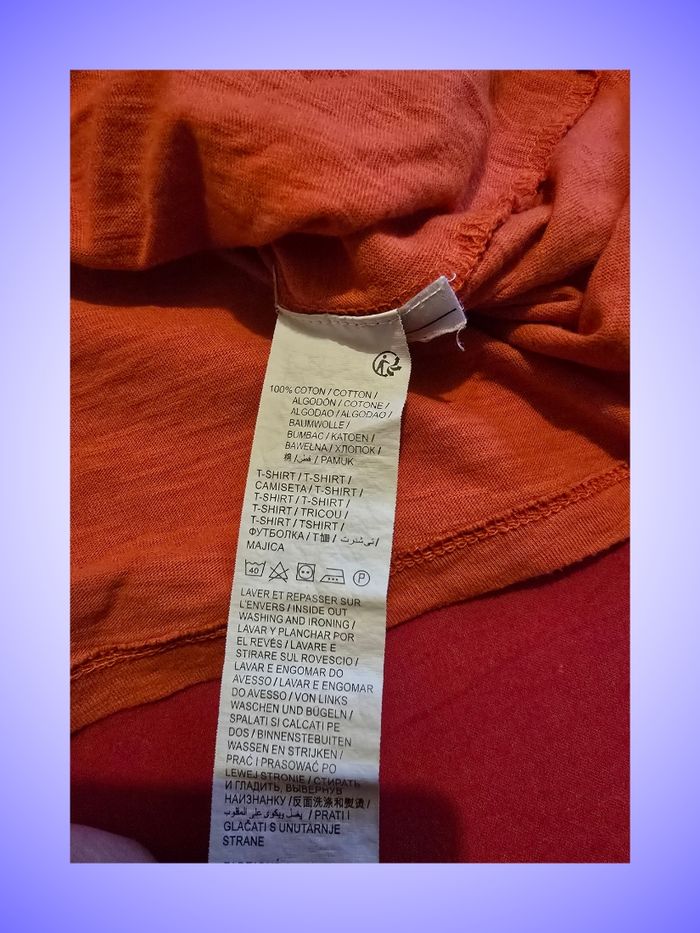 100% COTON / COTTON /
ALGODÓN / COTONE /
ALGODAO / ALGODAO /
BAUMWOLLE /
BUMBAC / KATOEN /
BAWEŁNA / ХЛОПОК /
棉 / قطن / PAMUK
T-SHIRT / T-SHIRT /
CAMISETA / T-SHIRT /
T-SHIRT / T-SHIRT /
T-SHIRT / TRICOU /
T-SHIRT / TSHIRT /
ФУТБОЛКА / T恤 / تي شيرت /
MAJICA
40
P
LAVER ET REPASSER SUR
L'ENVERS / INSIDE OUT
WASHING AND IRONING /
LAVAR Y PLANCHAR POR
EL REVÉS / LAVARE E
STIRARE SUL ROVESCIO /
LAVAR E ENGOMAR DO
AVESSO / LAVAR E ENGOMAR
DO AVESSO / VON LINKS
WASCHEN UND BÜGELN /
SPALATI SI CALCATI PE
DOS / BINNENSTEBUITEN
WASSEN EN STRIJKEN /
PRAĆ I PRASOWAĆ PO
LEWEJ STRONIE / СТИРАТЬ
И ГЛАДИТЬ, ВЫВЕРНУВ
НАИЗНАНКУ / 反面洗涤和熨烫 /
يغسل ويكوى على المقلوب / PRATI I
GLAČATI S UNUTARNJE
STRANE